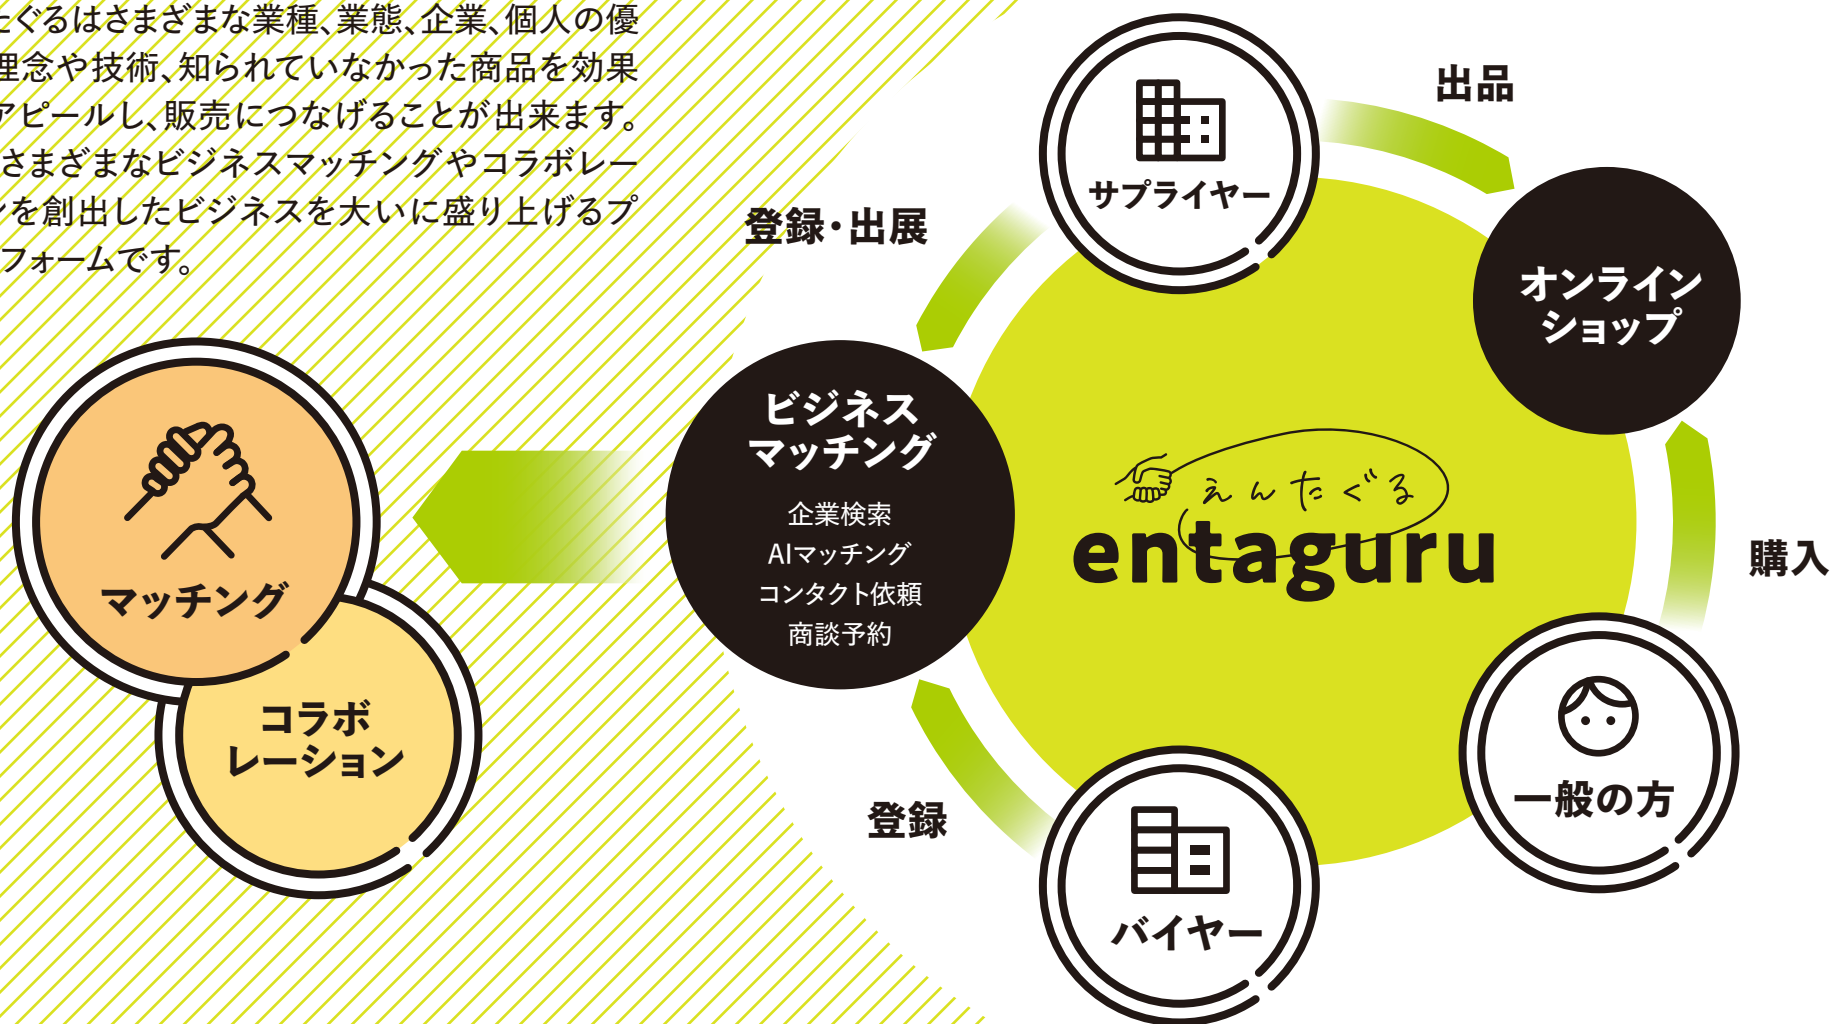 たぐるはさまざまな業種、業態、企業、個人の優
理念や技術、知られていなかった商品を効果
アピールし、販売につなげることが出来ます。
さまざまなビジネスマッチングやコラボレー
ンを創出したビジネスを大いに盛り上げるプ
フォームです。
サプライヤー
出品
登録・出展
オンライン
ショップ
ビジネス
マッチング
企業検索
AIマッチング
コンタクト依頼
商談予約
えんたぐる
entaguru
購入
マッチング
コラボ
レーション
一般の方
登録
バイヤー